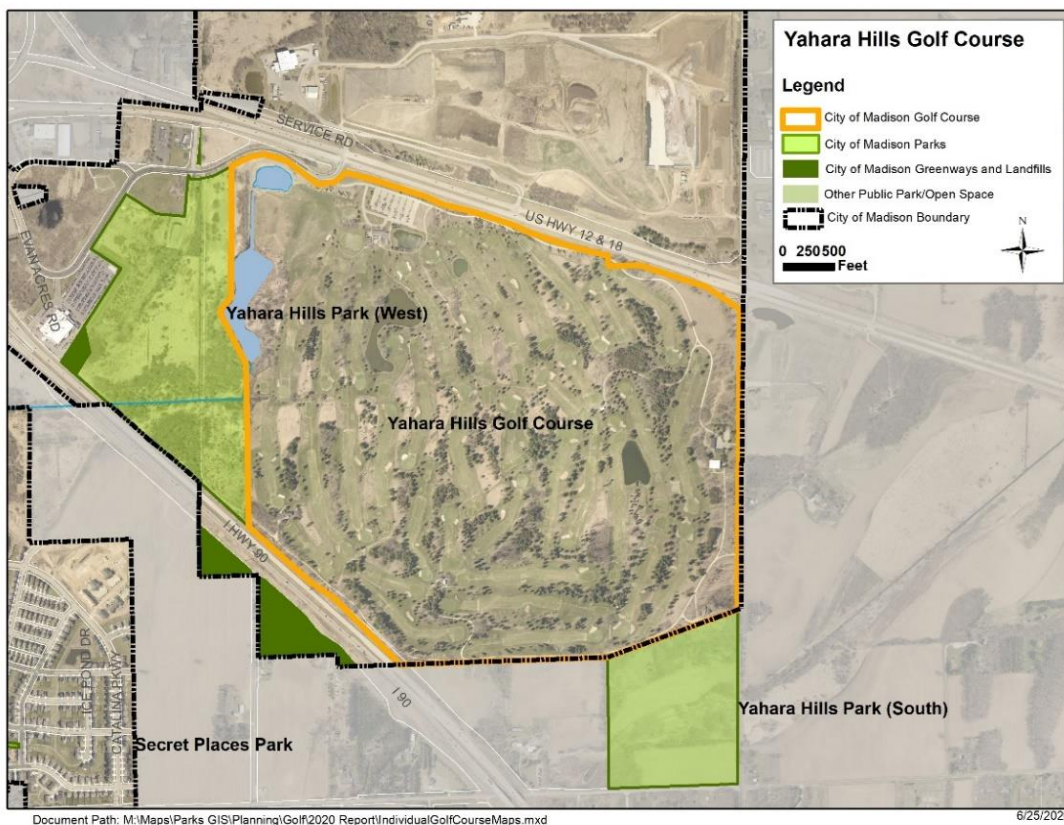 Yahara Hills Golf Course
Legend
City of Madison Golf Course
City of Madison Parks
City of Madison Greenways and Landfills
Other Public Park/Open Space
City of Madison Boundary
0 250 500
Feet
N
SERVICE RD
US HWY 12 & 18
EVAN ACRES RD
Yahara Hills Park (West)
Yahara Hills Golf Course
I HWY 90
I 90
ICE POND DR
CATALINA PKWY
Secret Places Park
Yahara Hills Park (South)
Document Path: M:\Maps\Parks GIS\Planning\Golf\2020 Report\IndividualGolfCourseMaps.mxd